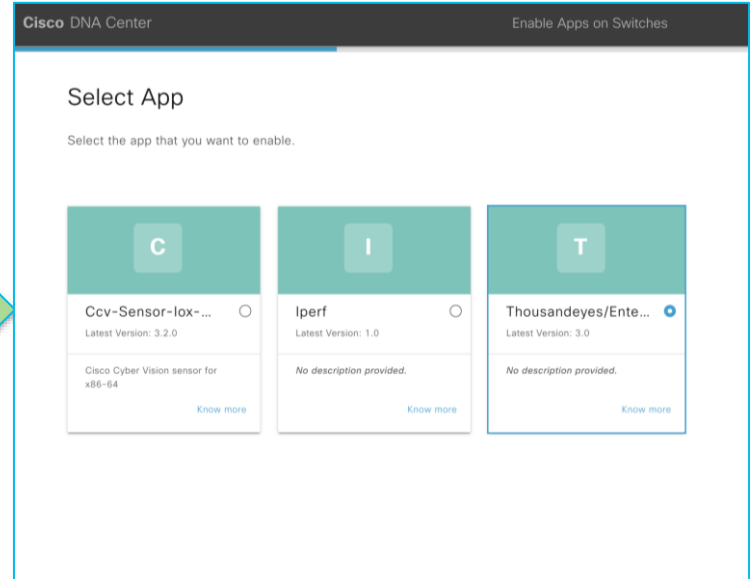 Cisco DNA Center Enable Apps on Switches
Select App
Select the app that you want to enable.
C
Ccv-Sensor-Iox-...
Latest Version: 3.2.0
Cisco Cyber Vision sensor for
x86-64
Know more
I
Iperf
Latest Version: 1.0
No description provided.
Know more
T
Thousandeyes/Ente...
Latest Version: 3.0
No description provided.
Know more